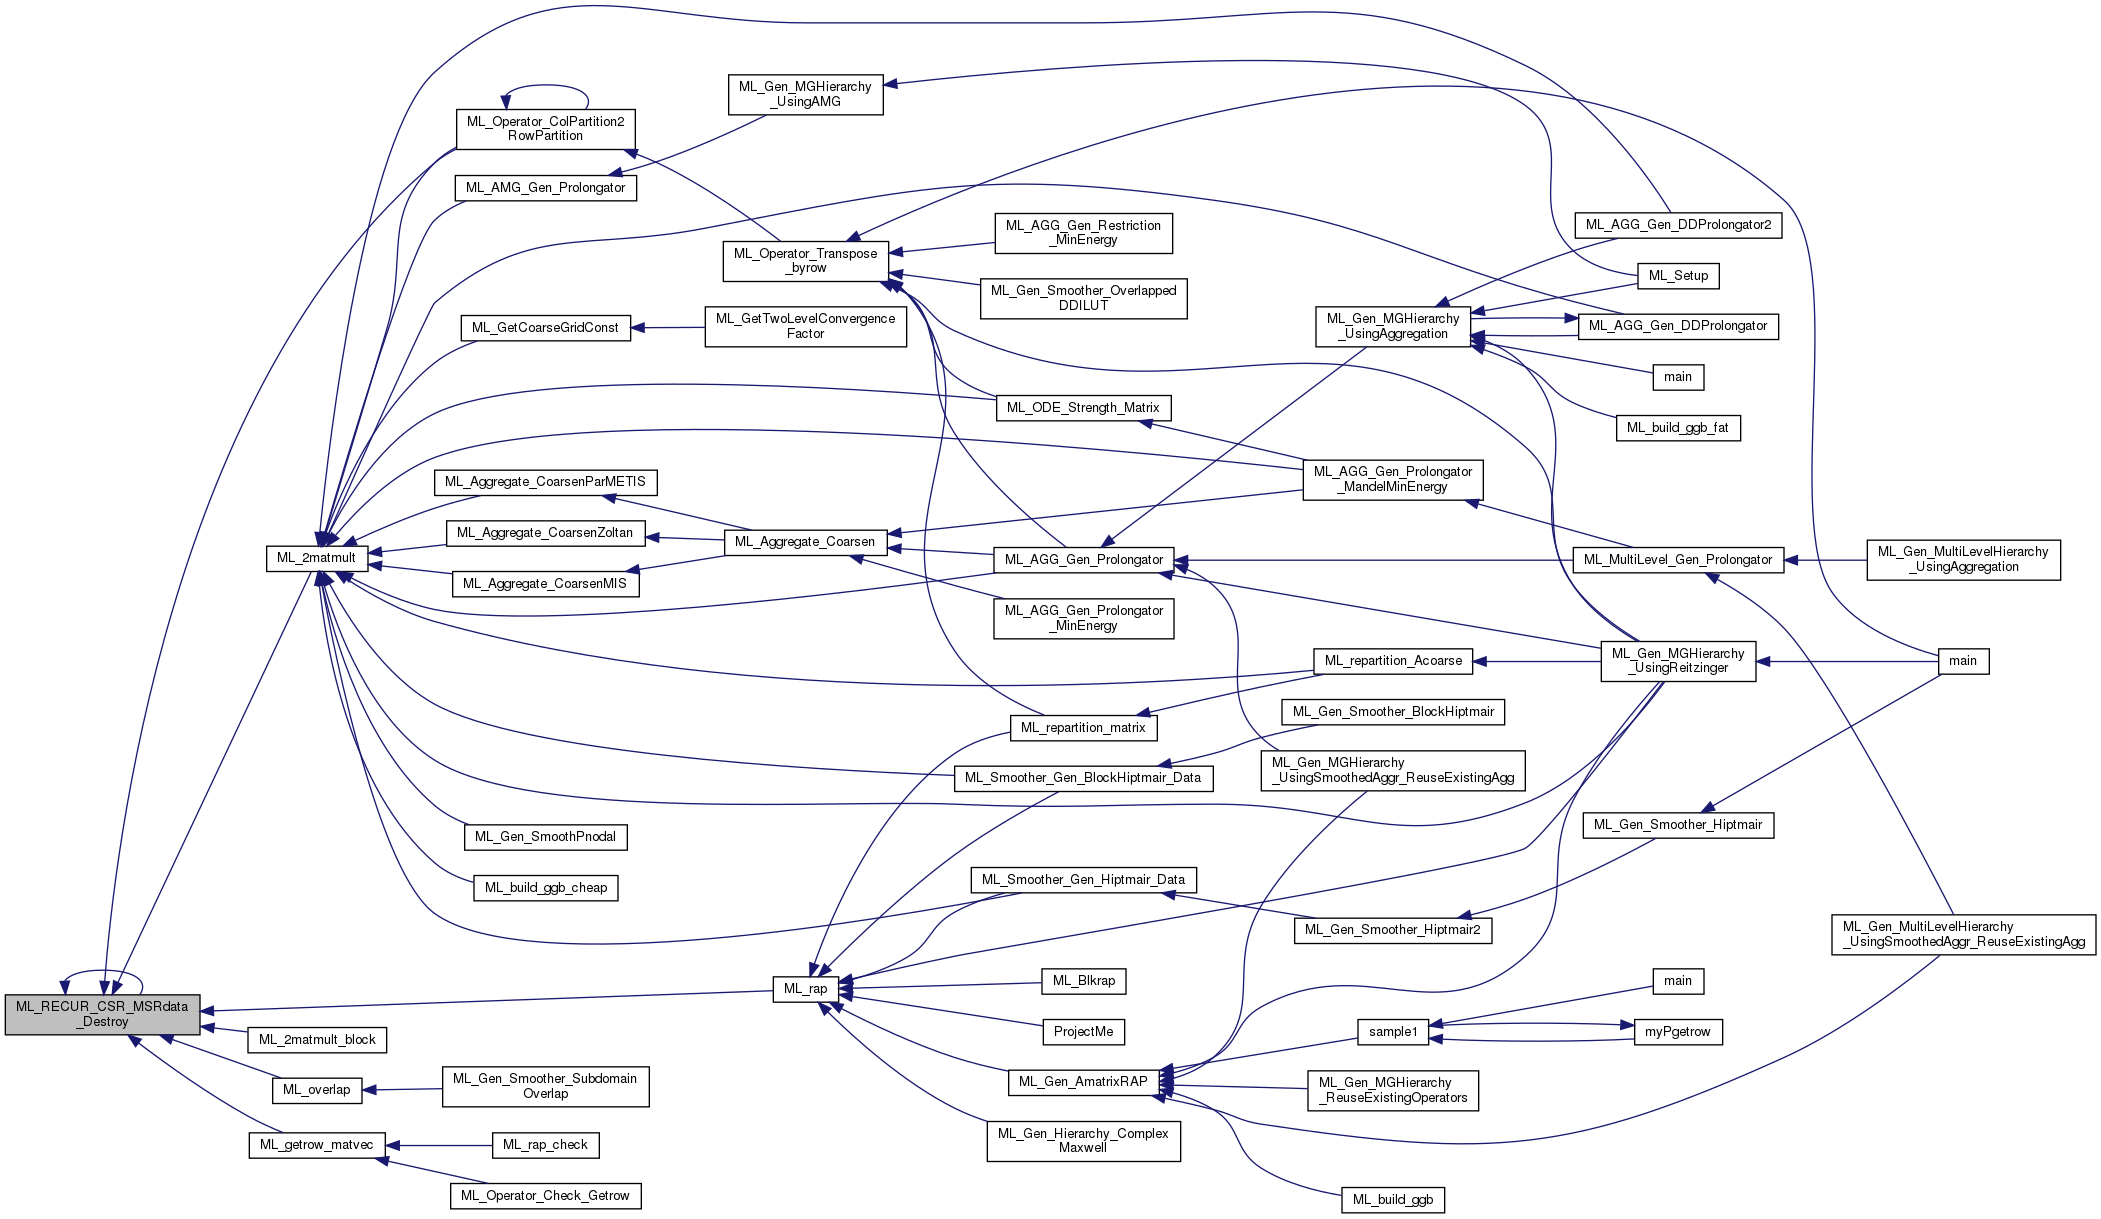 ML_Gen_MGHierarchy
_UsingAMG
ML_Operator_ColPartition2
RowPartition
ML_AMG_Gen_Prolongator
ML_AGG_Gen_DDProlongator2
ML_AGG_Gen_Restriction
_MinEnergy
ML_Operator_Transpose
_byrow
ML_Setup
ML_Gen_Smoother_Overlapped
DDILUT
ML_GetCoarseGridConst
ML_GetTwoLevelConvergence
Factor
ML_Gen_MGHierarchy
_UsingAggregation
ML_AGG_Gen_DDProlongator
main
ML_ODE_Strength_Matrix
ML_build_ggb_fat
ML_Aggregate_CoarsenParMETIS
ML_AGG_Gen_Prolongator
_MandelMinEnergy
ML_Aggregate_CoarsenZoltan
ML_Aggregate_Coarsen
ML_2matmult
ML_AGG_Gen_Prolongator
ML_MultiLevel_Gen_Prolongator
ML_Gen_MultiLevelHierarchy
_UsingAggregation
ML_Aggregate_CoarsenMIS
ML_AGG_Gen_Prolongator
_MinEnergy
ML_repartition_Acoarse
ML_Gen_MGHierarchy
_UsingReitzinger
main
ML_Gen_Smoother_BlockHiptmair
ML_repartition_matrix
ML_Smoother_Gen_BlockHiptmair_Data
ML_Gen_MGHierarchy
_UsingSmoothedAggr_ReuseExistingAgg
ML_Gen_SmoothPnodal
ML_Gen_Smoother_Hiptmair
ML_build_ggb_cheap
ML_Smoother_Gen_Hiptmair_Data
ML_Gen_Smoother_Hiptmair2
ML_Gen_MultiLevelHierarchy
_UsingSmoothedAggr_ReuseExistingAgg
ML_RECUR_CSR_MSRdata
_Destroy
ML_rap
ML_Blkrap
main
ML_2matmult_block
ProjectMe
sample1
myPgetrow
ML_overlap
ML_Gen_Smoother_Subdomain
Overlap
ML_Gen_AmatrixRAP
ML_Gen_MGHierarchy
_ReuseExistingOperators
ML_getrow_matvec
ML_rap_check
ML_Gen_Hierarchy_Complex
Maxwell
ML_Operator_Check_Getrow
ML_build_ggb